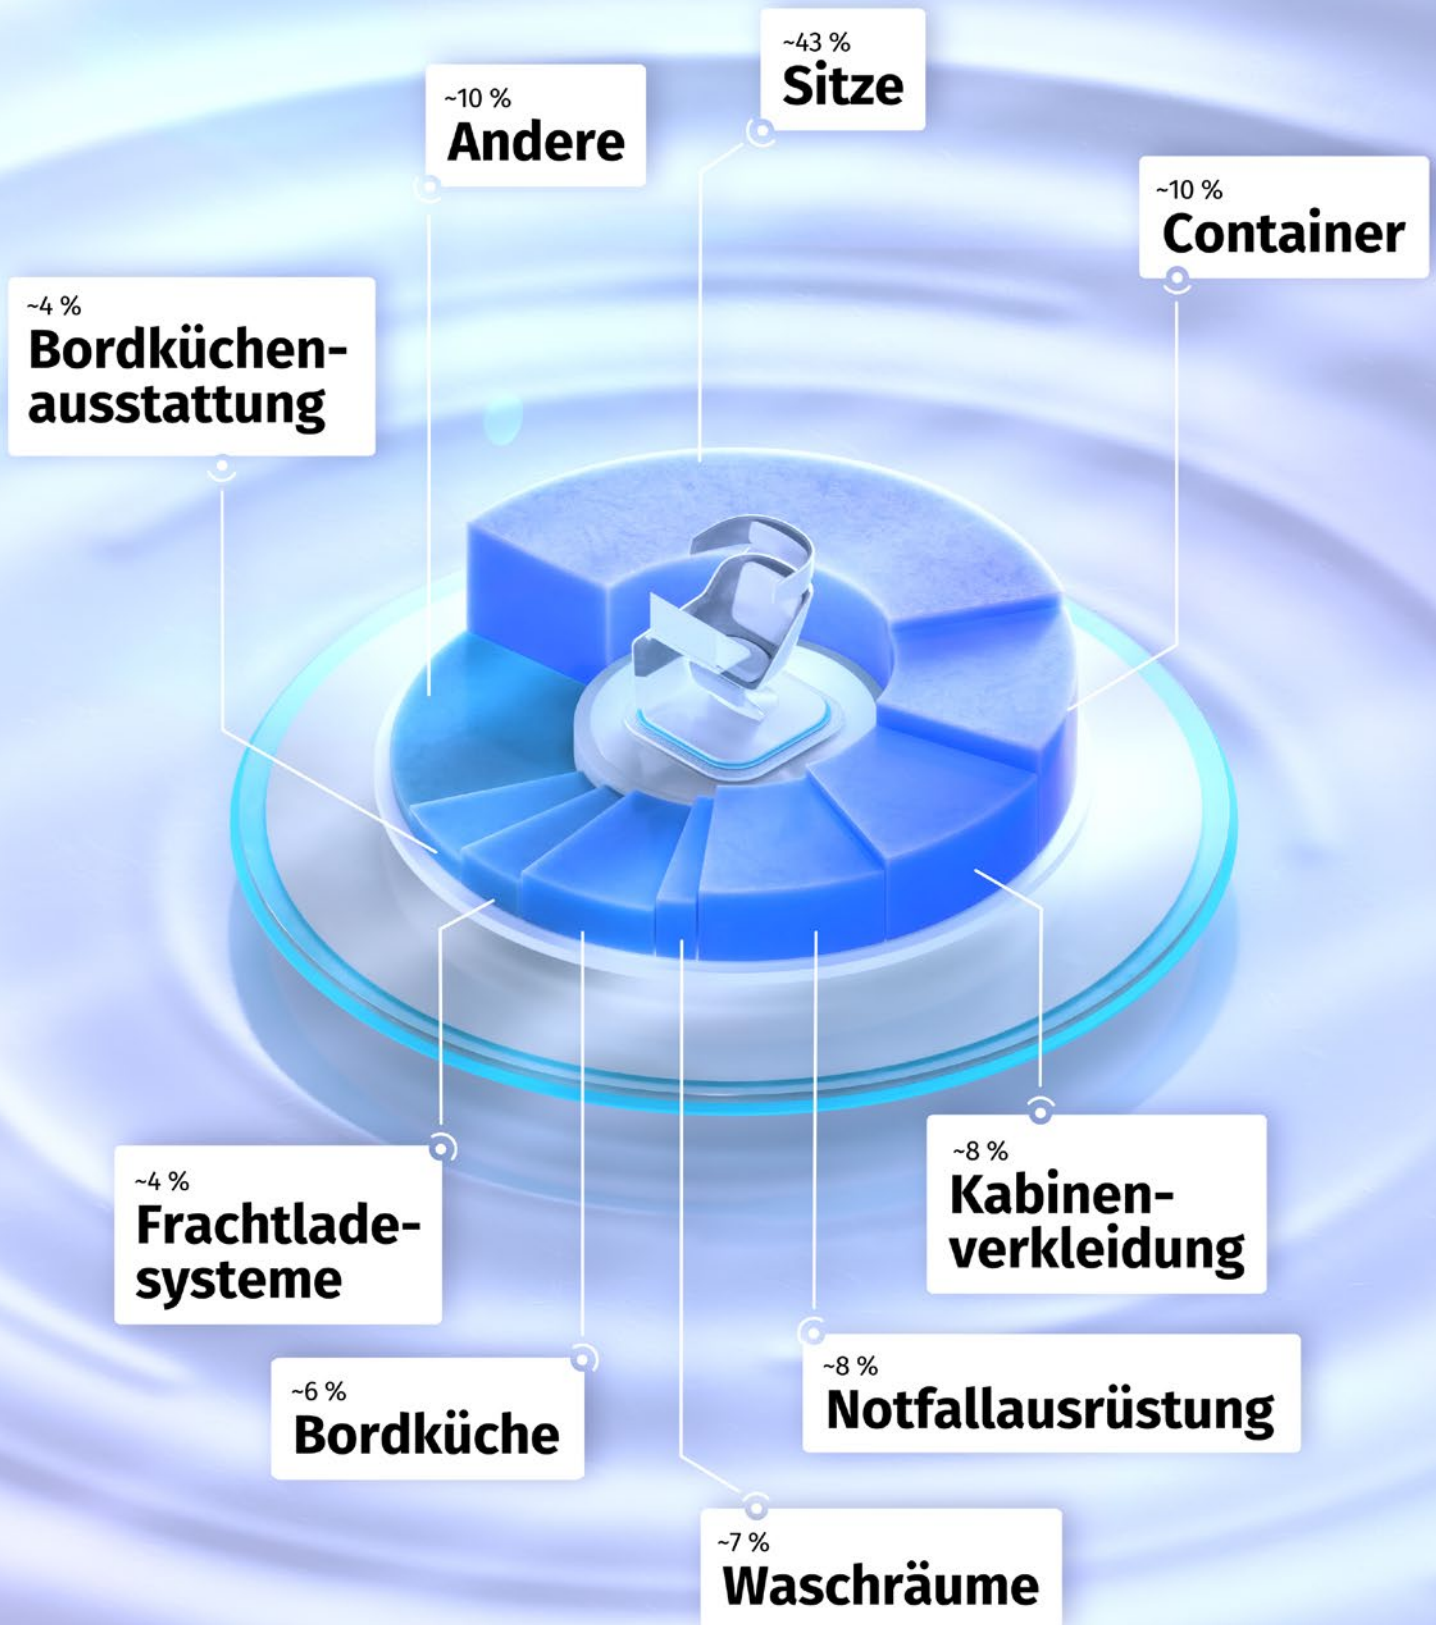 ~43 %
Sitze
~10 %
Andere
~10 %
Container
~4 %
Bordküchen-
ausstattung
~4 %
Frachtlade-
systeme
~8 %
Kabinen-
verkleidung
~6 %
Bordküche
~8 %
Notfallausrüstung
~7 %
Waschräume